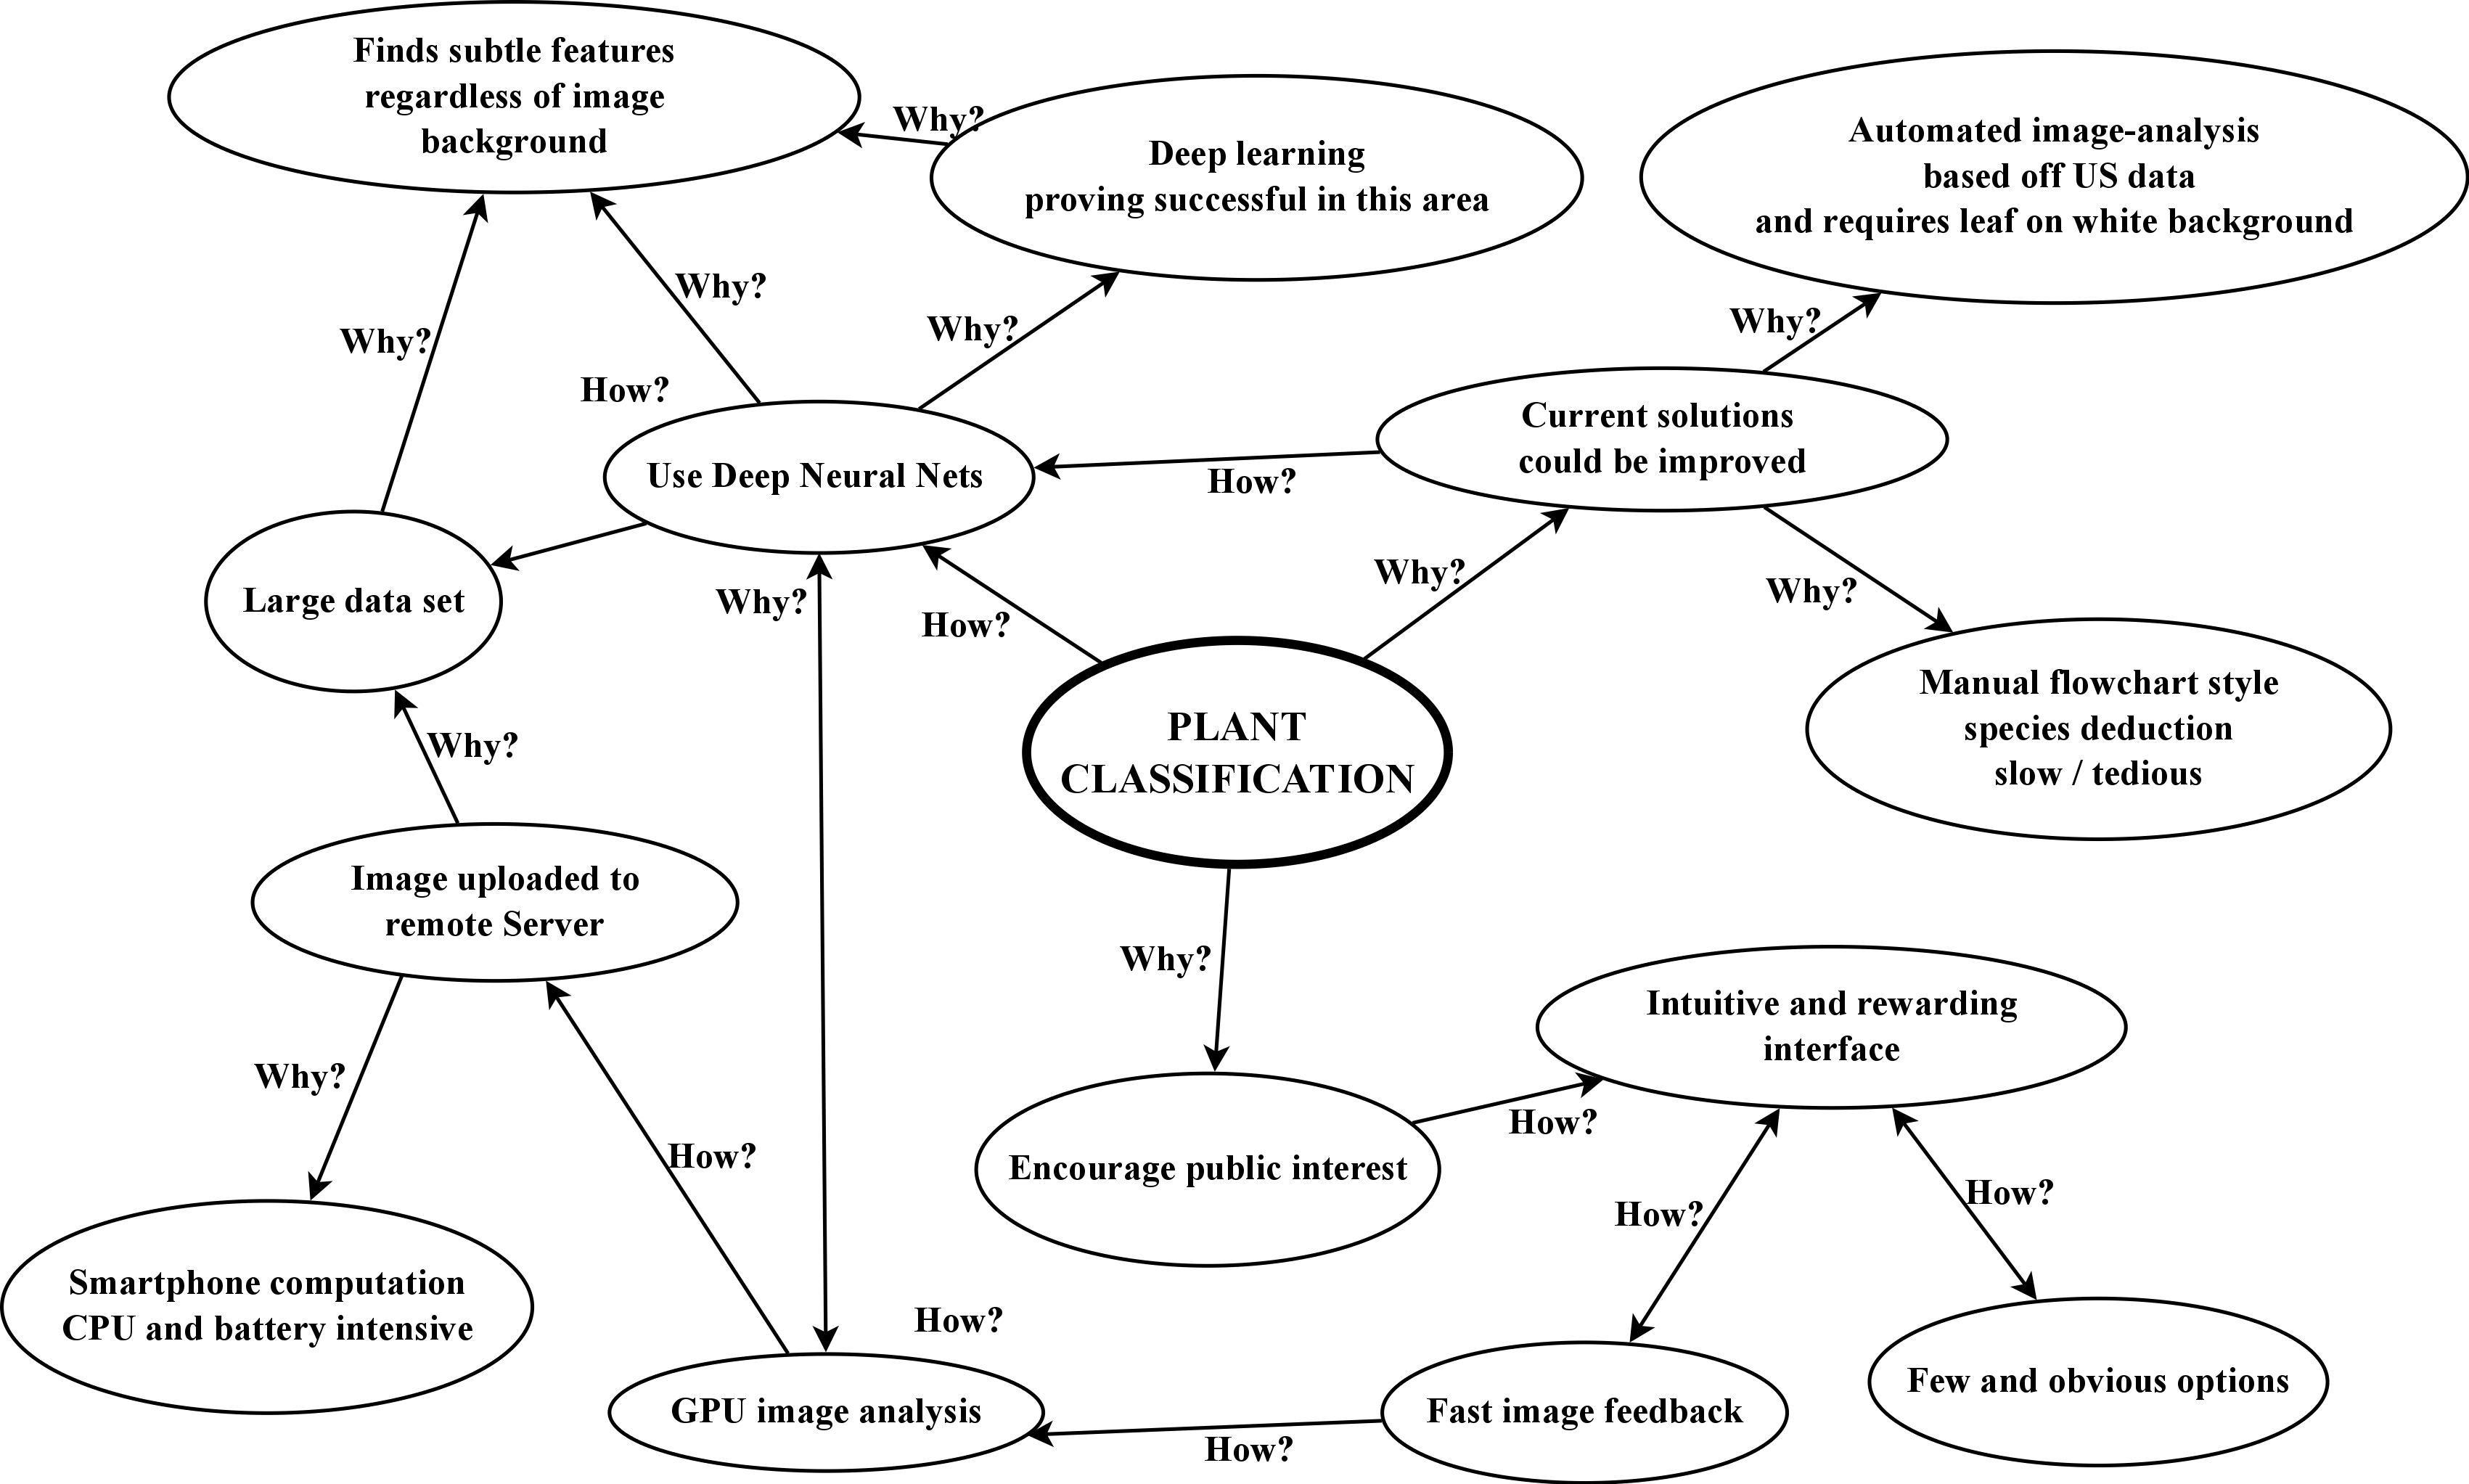 Finds subtle features
regardless of image
background
Why?
Deep learning
proving successful in this area
Automated image-analysis
based off US data
and requires leaf on white background
Why?
Why?
Why?
Why?
How?
Current solutions
could be improved
Use Deep Neural Nets
How?
Large data set
Why?
How?
Why?
Why?
PLANT
CLASSIFICATION
Manual flowchart style
species deduction
slow / tedious
Why?
Image uploaded to
remote Server
Why?
Intuitive and rewarding
interface
Why?
How?
How?
Encourage public interest
How?
How?
Smartphone computation
CPU and battery intensive
How?
GPU image analysis
Fast image feedback
Few and obvious options
How?